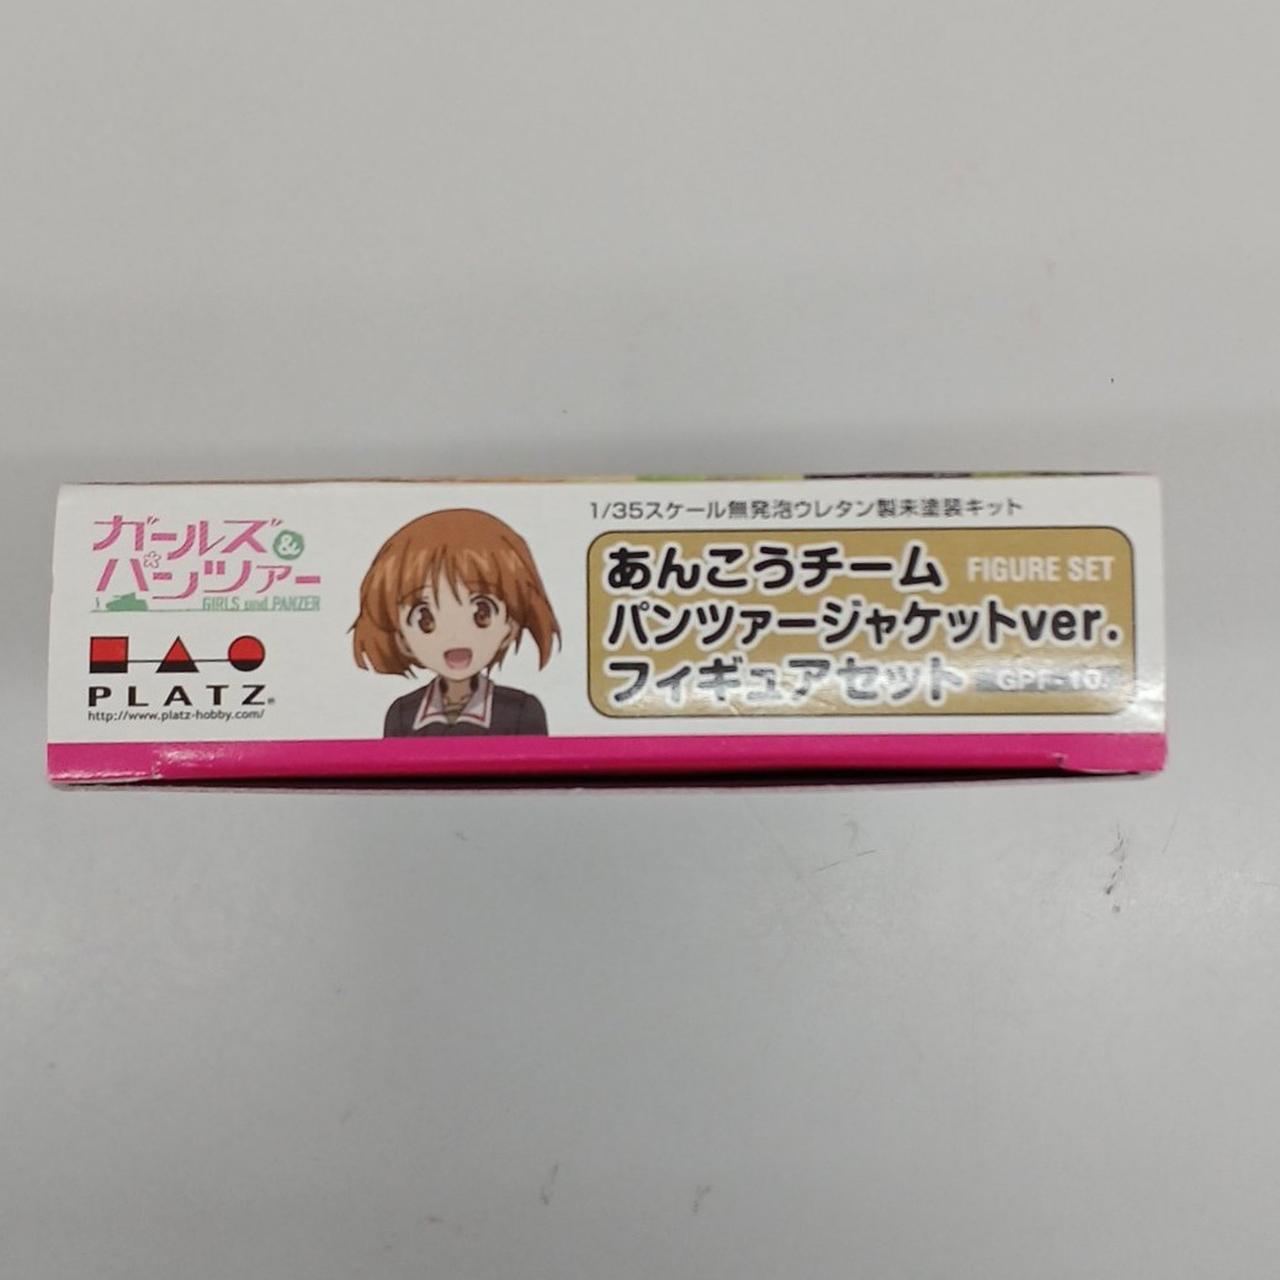 ガールズ&
パンツァー
GIRLS und PANZER
PLATZ®
http://www.platz-hobby.com/
1/35スケール無発泡ウレタン製未塗装キット
あんこうチーム FIGURE SET
パンツァージャケットver.
フィギュアセット GPF-10